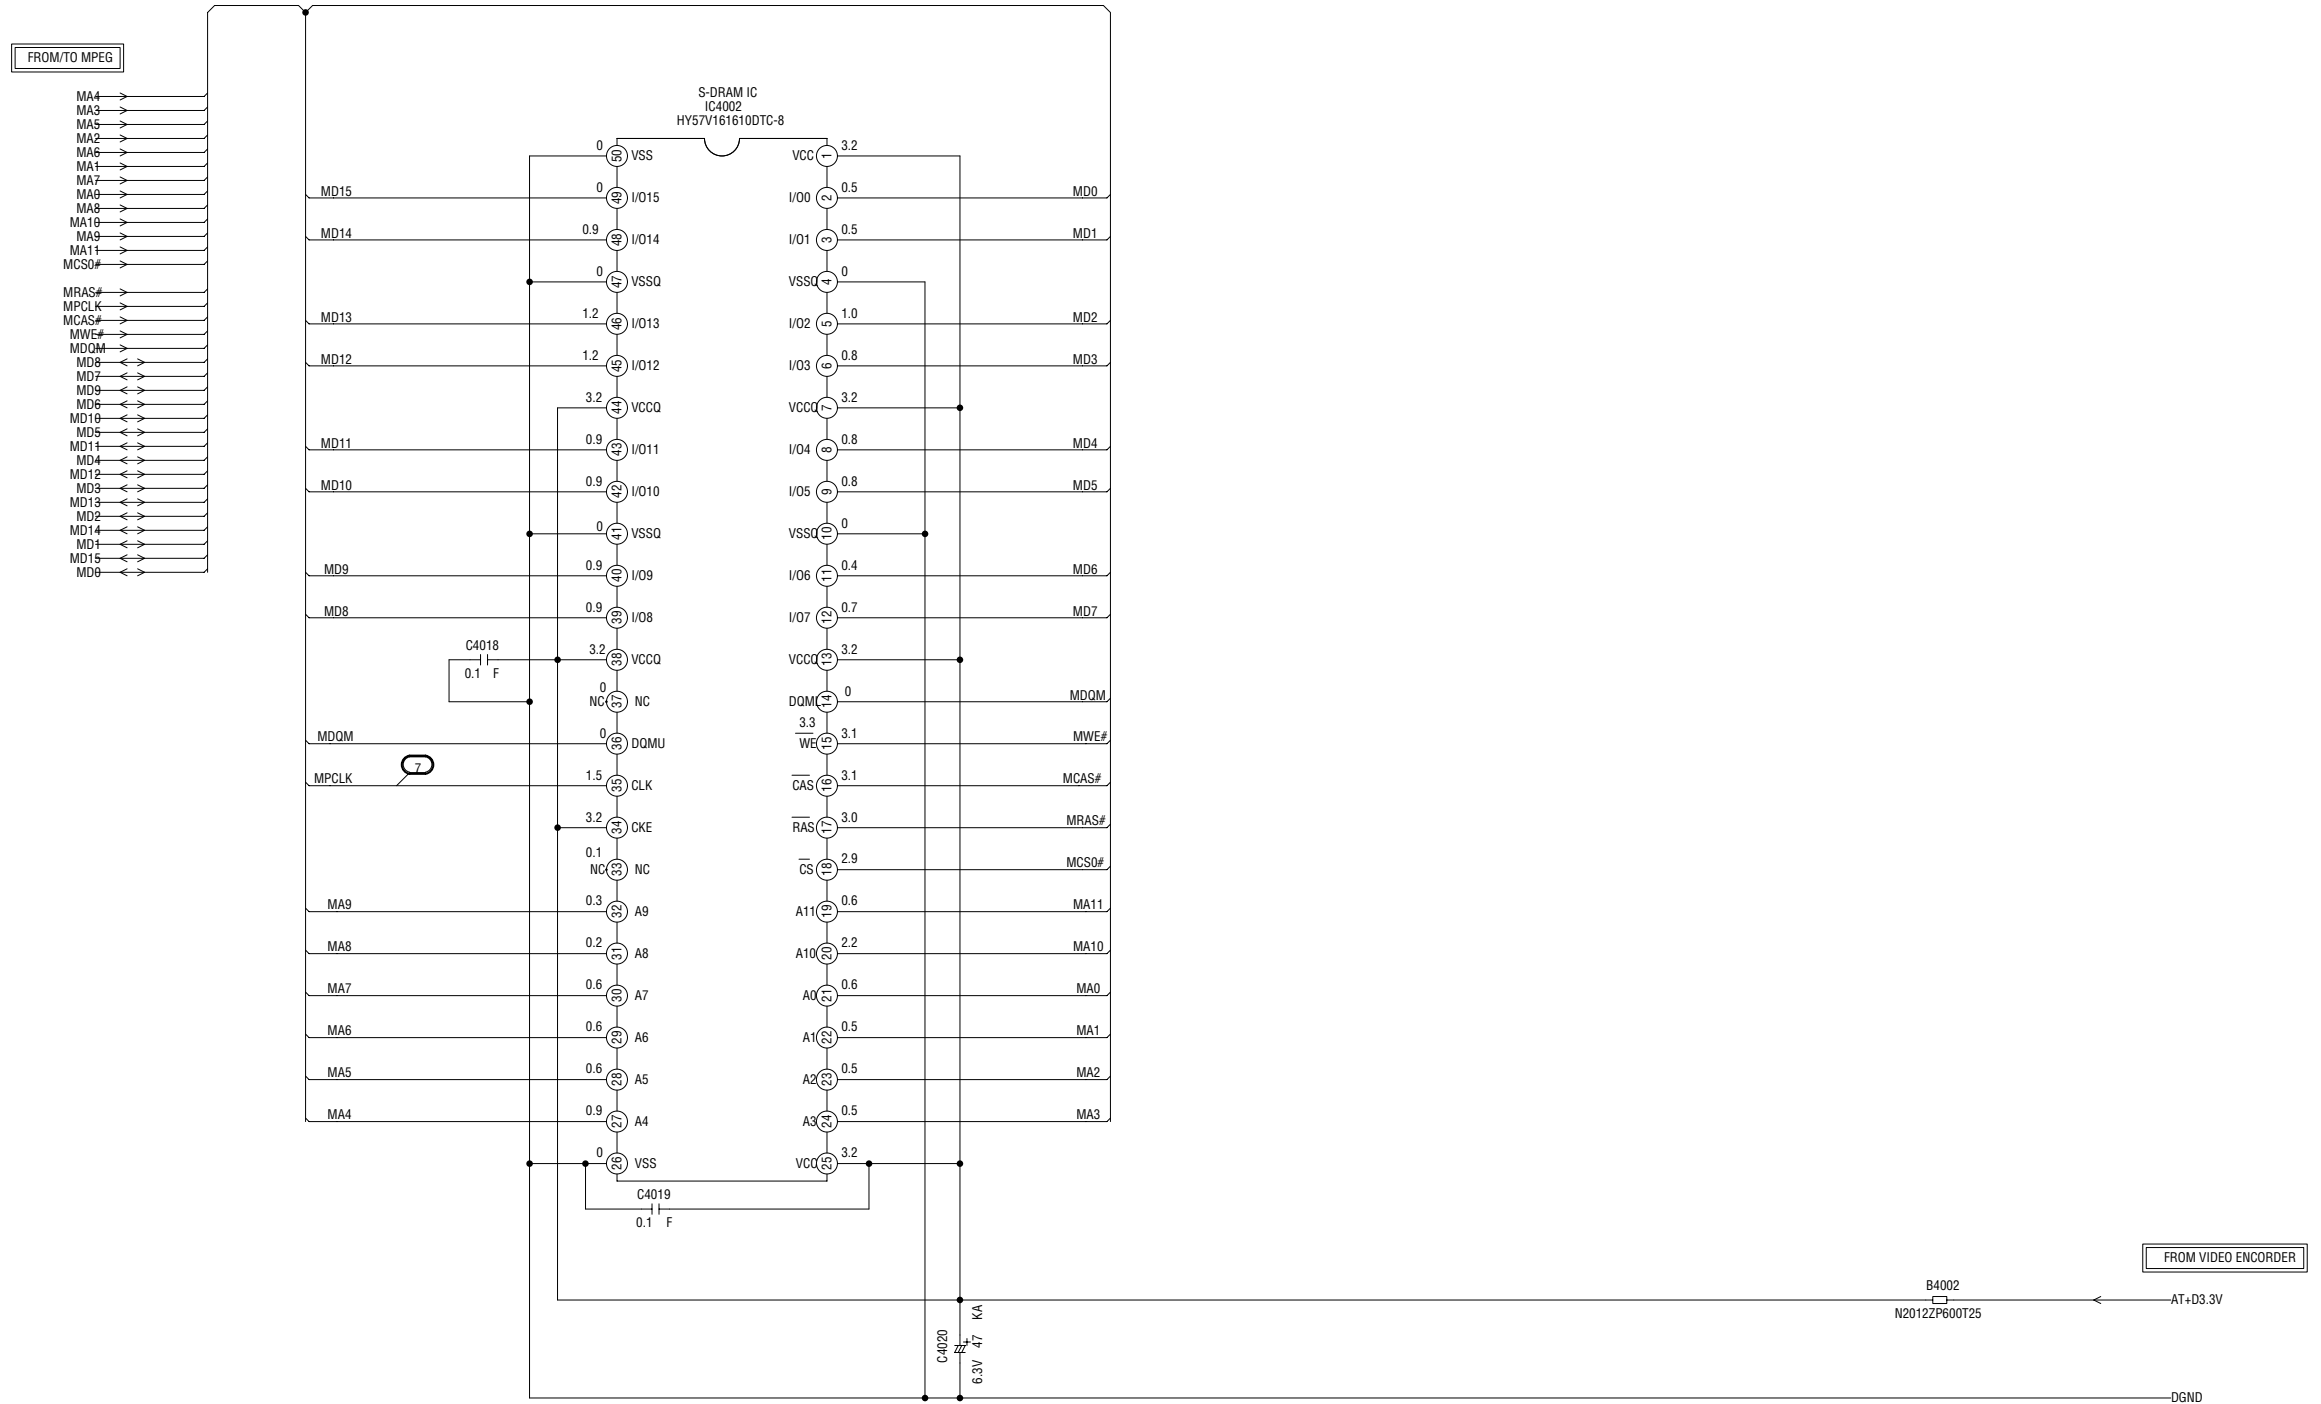 FROM/TO MPEG
MA4
MA3
MA5
MA2
MA6
MA1
MA7
MA0
MA8
MA10
MA9
MA11
MCS0#
MRAS#
MPCLK
MCAS#
MWE#
MDQM
MD8
MD7
MD9
MD6
MD10
MD5
MD11
MD4
MD12
MD3
MD13
MD2
MD14
MD1
MD15
MD0
S-DRAM IC
IC4002
HY57V161610DTC-8
0 50 VSS VCC 1 3.2
MD15 0 49 I/O15 I/O0 2 0.5 MD0
MD14 0.9 48 I/O14 I/O1 3 0.5 MD1
0 47 VSSQ VSSQ 4 0
MD13 1.2 46 I/O13 I/O2 5 1.0 MD2
MD12 1.2 45 I/O12 I/O3 6 0.8 MD3
3.2 44 VCCQ VCCQ 7 3.2
MD11 0.9 43 I/O11 I/O4 8 0.8 MD4
MD10 0.9 42 I/O10 I/O5 9 0.8 MD5
0 41 VSSQ VSSQ 10 0
MD9 0.9 40 I/O9 I/O6 11 0.4 MD6
MD8 0.9 39 I/O8 I/O7 12 0.7 MD7
C4018
0.1 F
3.2 38 VCCQ VCCQ 13 3.2
0 NC 37 NC DQML 14 0 MDQM
MDQM 0 36 DQMU 3.3 WE 15 3.1 MWE#
7
MPCLK 1.5 35 CLK CAS 16 3.1 MCAS#
3.2 34 CKE RAS 17 3.0 MRAS#
0.1 NC 33 NC CS 18 2.9 MCS0#
MA9 0.3 32 A9 A11 19 0.6 MA11
MA8 0.2 31 A8 A10 20 2.2 MA10
MA7 0.6 30 A7 A0 21 0.6 MA0
MA6 0.6 29 A6 A1 22 0.5 MA1
MA5 0.6 28 A5 A2 23 0.5 MA2
MA4 0.9 27 A4 A3 24 0.5 MA3
0 26 VSS VCC 25 3.2
C4019
0.1 F
FROM VIDEO ENCORDER
B4002
N2012ZP600T25
AT+D3.3V
C4020
6.3V 47 KA
DGND